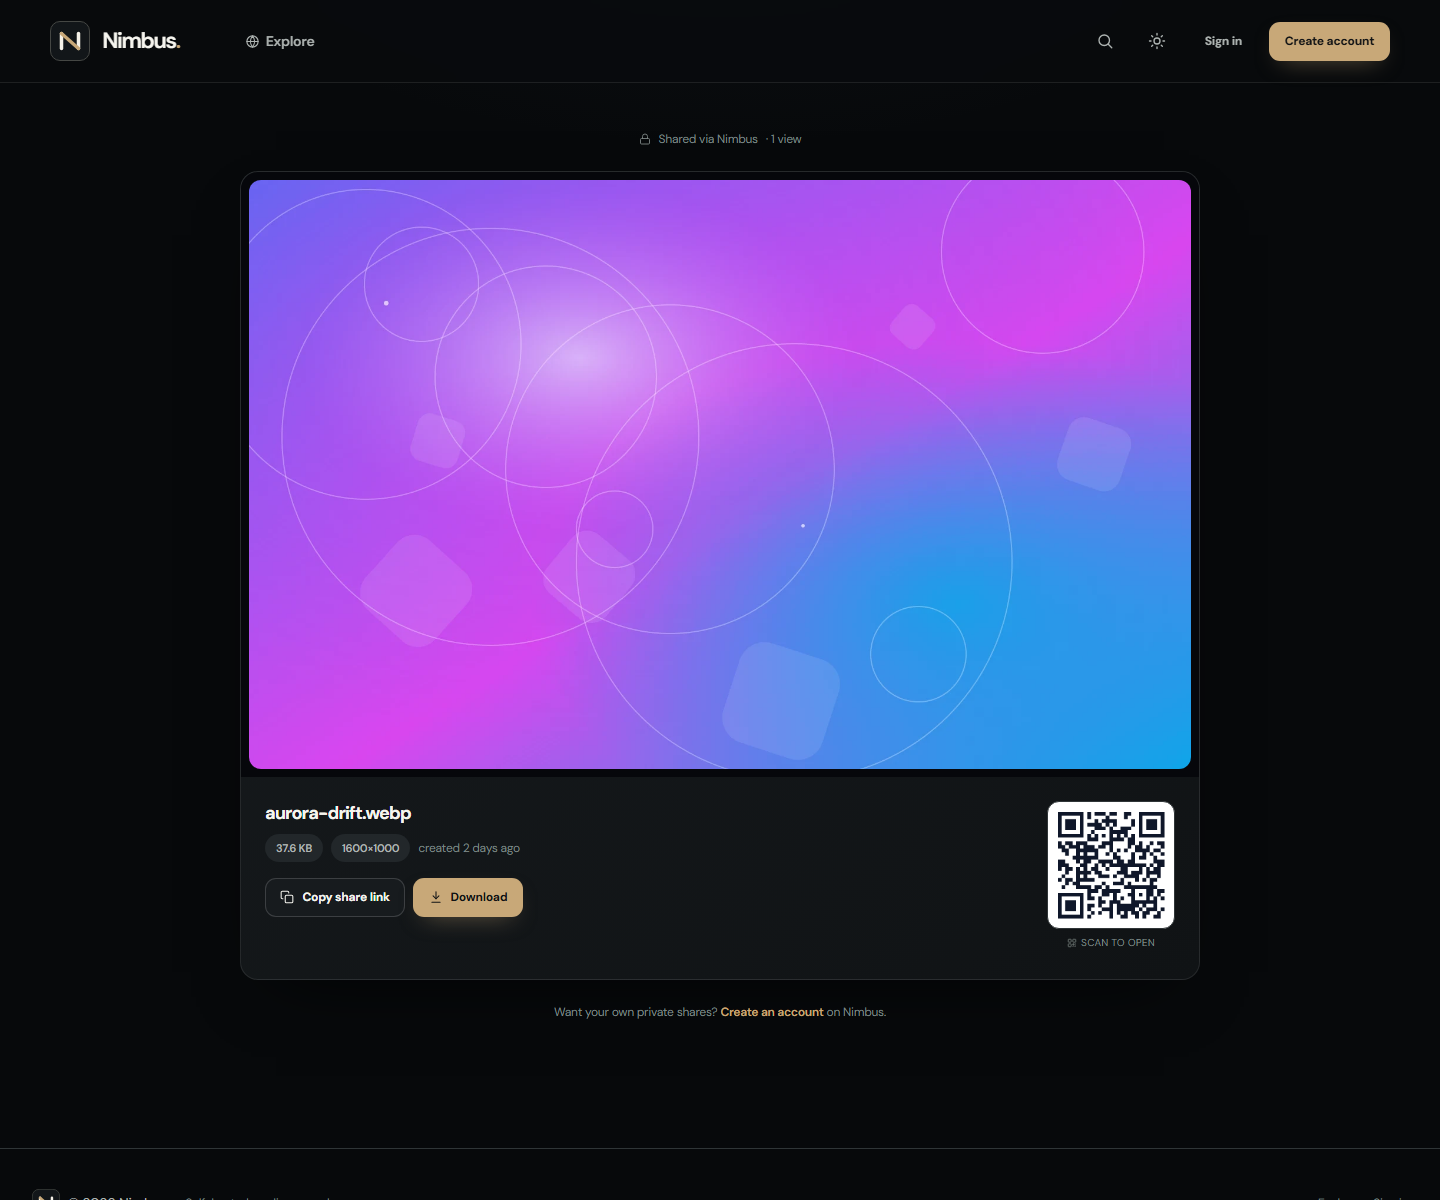 Nimbus.
Explore
Sign in
Create account
Shared via Nimbus · 1 view
aurora-drift.webp
37.6 KB
1600×1000
created 2 days ago
Copy share link
Download
SCAN TO OPEN
Want your own private shares? Create an account on Nimbus.